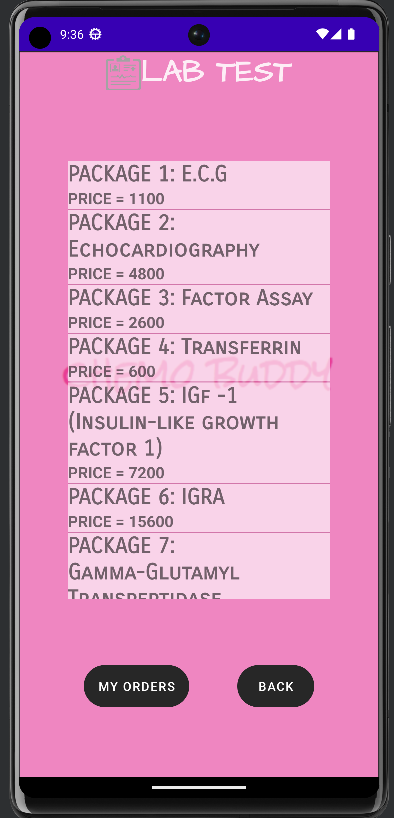 9:36
LAB TEST
PACKAGE 1: E.C.G
PRICE = 1100
PACKAGE 2:
ECHOCARDIOGRAPHY
PRICE = 4800
PACKAGE 3: FACTOR ASSAY
PRICE = 2600
PACKAGE 4: TRANSFERRIN
CHEMO BUDDY
PRICE = 600
PACKAGE 5: IGF -1
(INSULIN-LIKE GROWTH
FACTOR 1)
PRICE = 7200
PACKAGE 6: IGRA
PRICE = 15600
PACKAGE 7:
GAMMA-GLUTAMYL
TRANSPEPTIDASE
MY ORDERS
BACK